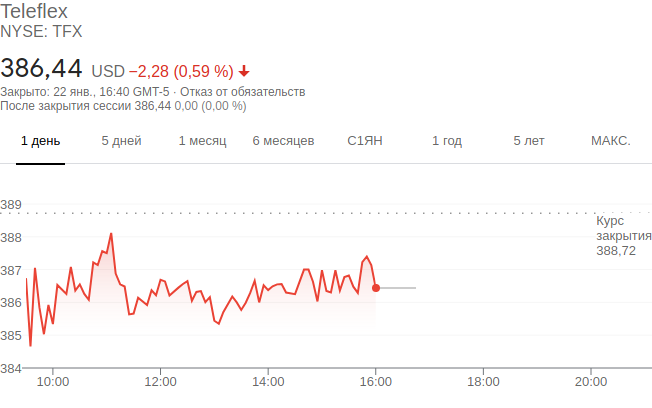 Teleflex
NYSE: TFX
386,44 USD −2,28 (0,59 %)
Закрыто: 22 янв., 16:40 GMT-5 · Отказ от обязательств
После закрытия сессии 386,44 0,00 (0,00 %)
1 день 5 дней 1 месяц 6 месяцев С1ЯН 1 год 5 лет МАКС.
389
Курс
закрытия
388,72
388
387
386
385
384
10:00 12:00 14:00 16:00 18:00 20:00